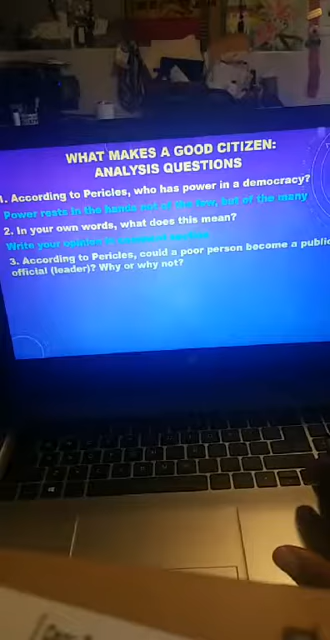 WHAT MAKES A GOOD CITIZEN:
ANALYSIS QUESTIONS
1. According to Pericles, who has power in a democracy?
Power rests in the hands not of the few, but of the many
2. In your own words, what does this mean?
Write your opinion in
3. According to Pericles, could a poor person become a public
official (leader)? Why or why not?